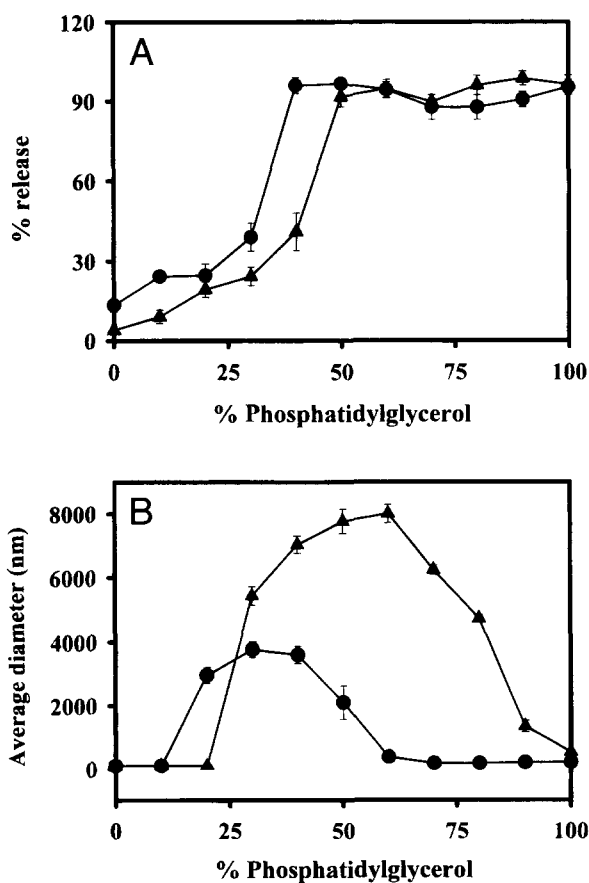 A
120
90
60
30
0
% release
0 25 50 75 100
% Phosphatidylglycerol
B
8000
6000
4000
2000
0
Average diameter (nm)
0 25 50 75 100
% Phosphatidylglycerol